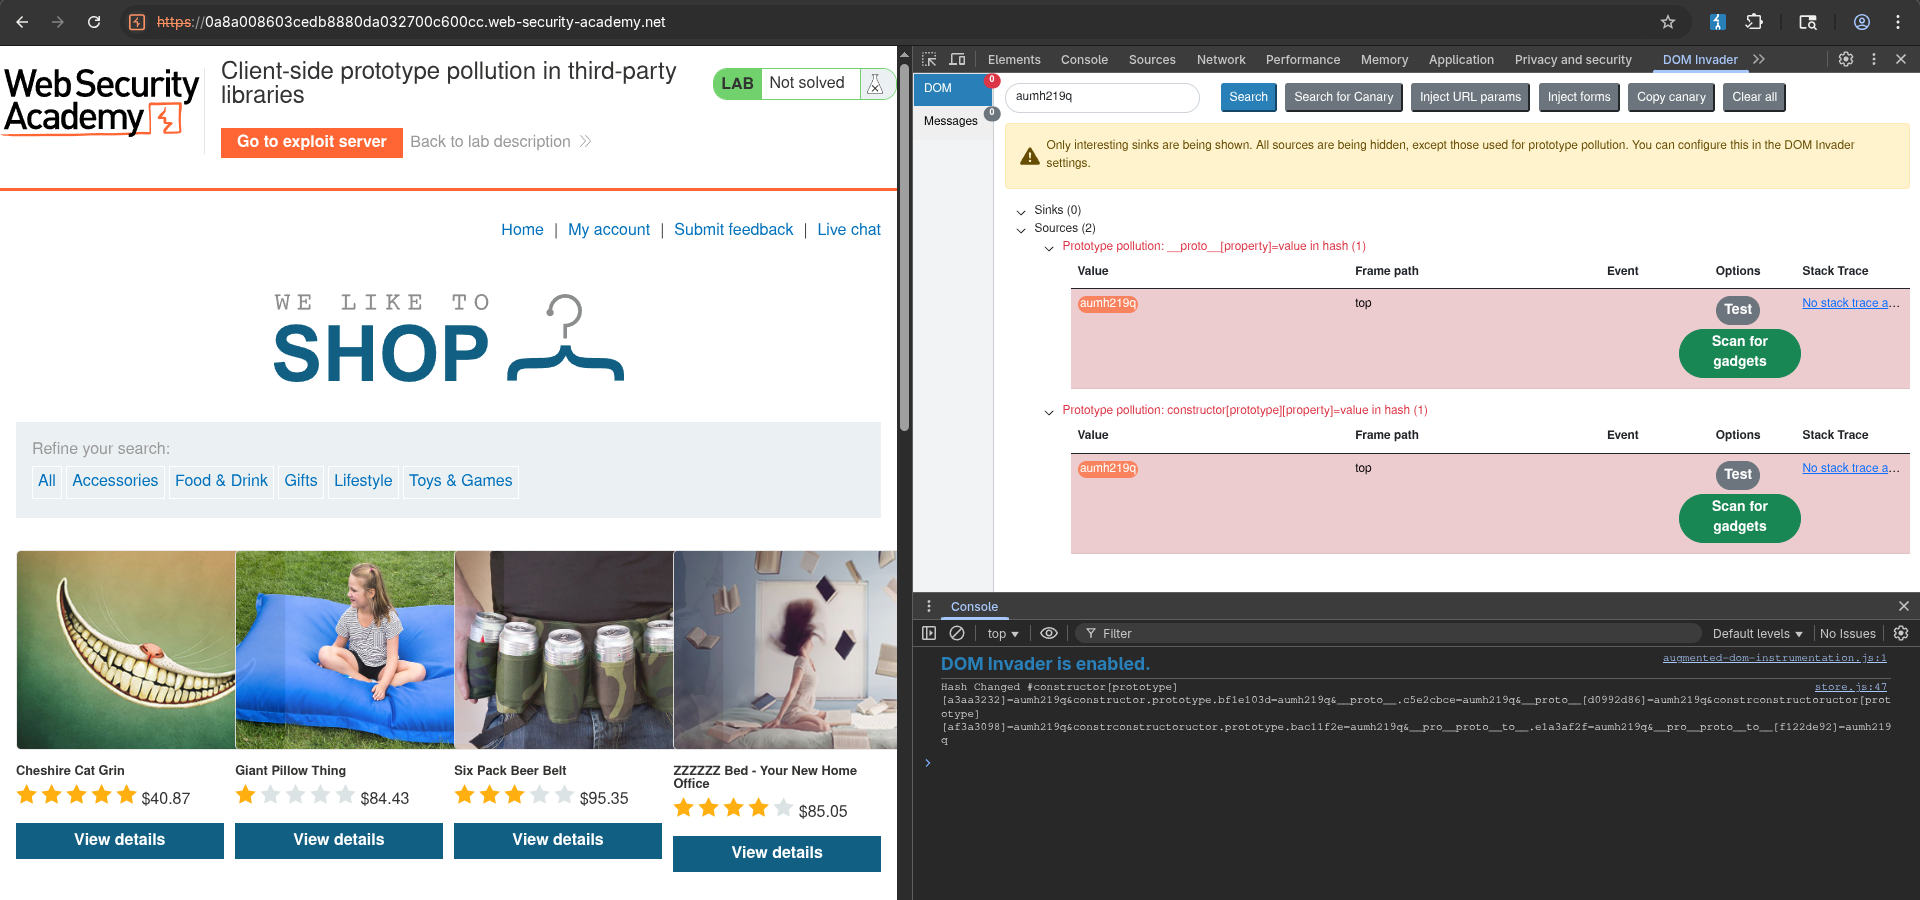 https://0a8a008603cedb8880da032700c600cc.web-security-academy.net
Web Security
Academy
Client-side prototype pollution in third-party
libraries
LAB Not solved
Go to exploit server
Back to lab description
Home | My account | Submit feedback | Live chat
WE LIKE TO
SHOP
Refine your search:
All
Accessories
Food & Drink
Gifts
Lifestyle
Toys & Games
Cheshire Cat Grin
$40.87
View details
Giant Pillow Thing
$84.43
View details
Six Pack Beer Belt
$95.35
View details
ZZZZZZ Bed - Your New Home
Office
$85.05
View details
Elements
Console
Sources
Network
Performance
Memory
Application
Privacy and security
DOM Invader
DOM
0
Messages
0
aumh219q
Search
Search for Canary
Inject URL params
Inject forms
Copy canary
Clear all
Only interesting sinks are being shown. All sources are being hidden, except those used for prototype pollution. You can configure this in the DOM Invader
settings.
Sinks (0)
Sources (2)
Prototype pollution: __proto__[property]=value in hash (1)
Value Frame path Event Options Stack Trace
aumh219q top Test No stack trace a...
Scan for
gadgets
Prototype pollution: constructor[prototype][property]=value in hash (1)
Value Frame path Event Options Stack Trace
aumh219q top Test No stack trace a...
Scan for
gadgets
Console
top
Filter
Default levels
No Issues
DOM Invader is enabled. augmented-dom-instrumentation.js:1
Hash Changed #constructor[prototype] store.js:47
[a3aa3232]=aumh219q&constructor.prototype.bf1e103d=aumh219q&__proto__.c5e2cbce=aumh219q&__proto__[d0992d86]=aumh219q&constrconstructoructor[prot
otype]
[af3a3098]=aumh219q&constrconstructoructor.prototype.bac11f2e=aumh219q&__pro__proto__to__.e1a3af2f=aumh219q&__pro__proto__to__[f122de92]=aumh219
q